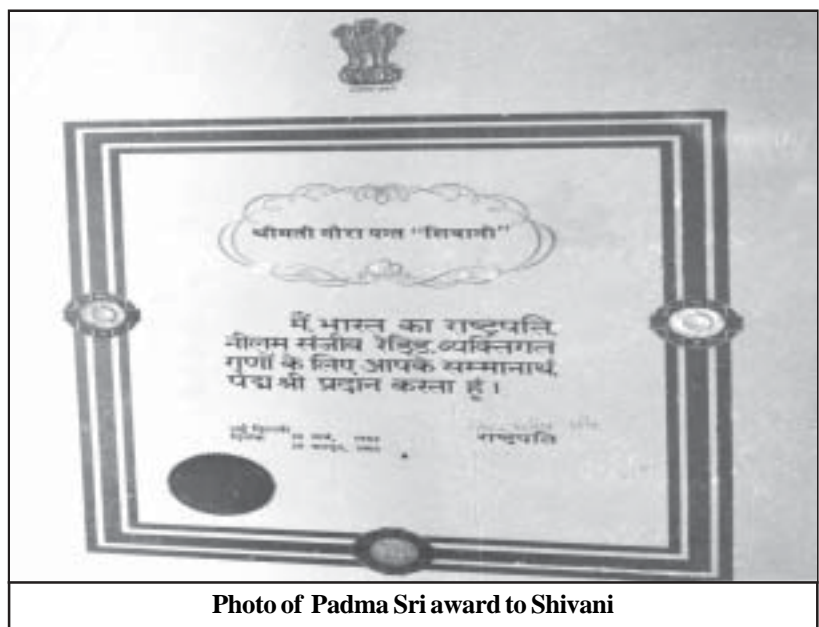 श्रीमती गौरा पन्त "शिवानी"
मैं, भारत का राष्ट्रपति,
नीलम संजीव रेड्डि, व्यक्तिगत
गुणों के लिए आपके सम्मानार्थ,
पद्म श्री प्रदान करता हूं ।
नई दिल्ली
दिनांक
राष्ट्रपति
Photo of Padma Sri award to Shivani